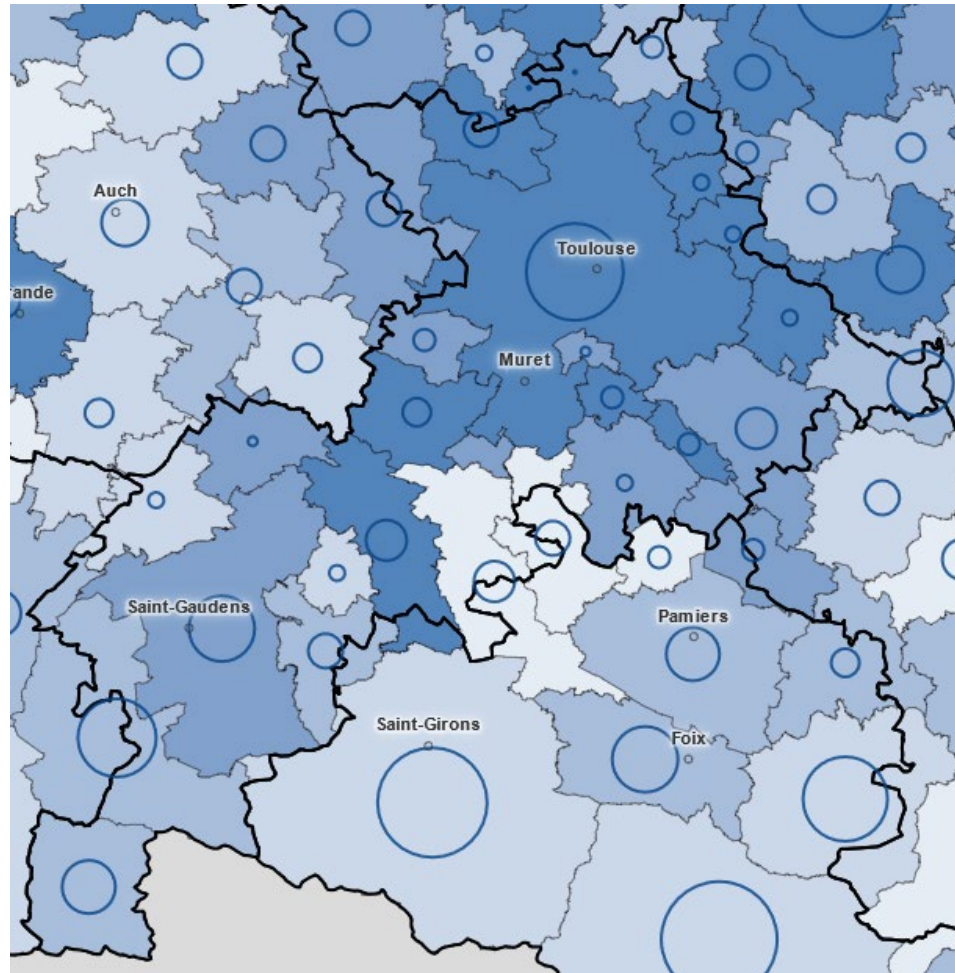 Auch
Toulouse
rande
Muret
Saint-Gaudens
Pamiers
Saint-Girons
Foix